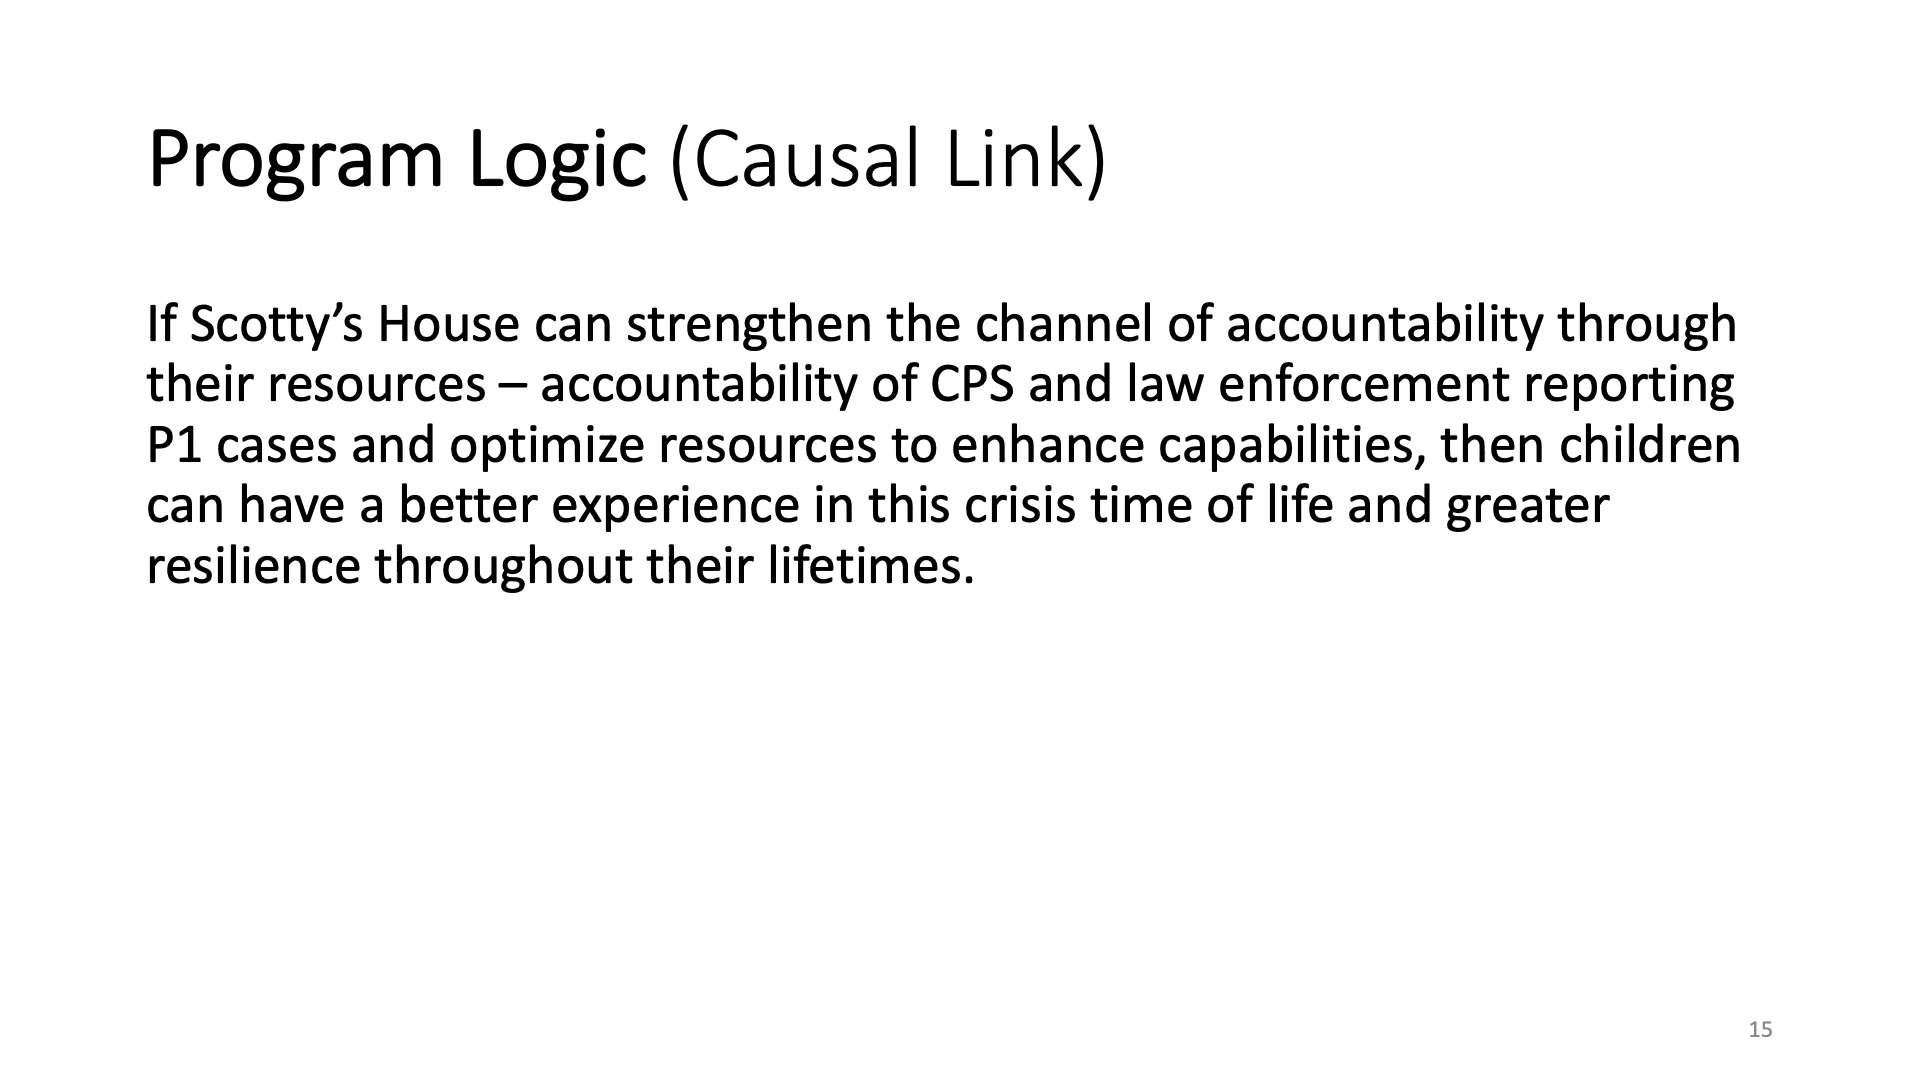 Program Logic (Causal Link)
If Scotty’s House can strengthen the channel of accountability through
their resources – accountability of CPS and law enforcement reporting
P1 cases and optimize resources to enhance capabilities, then children
can have a better experience in this crisis time of life and greater
resilience throughout their lifetimes.
15